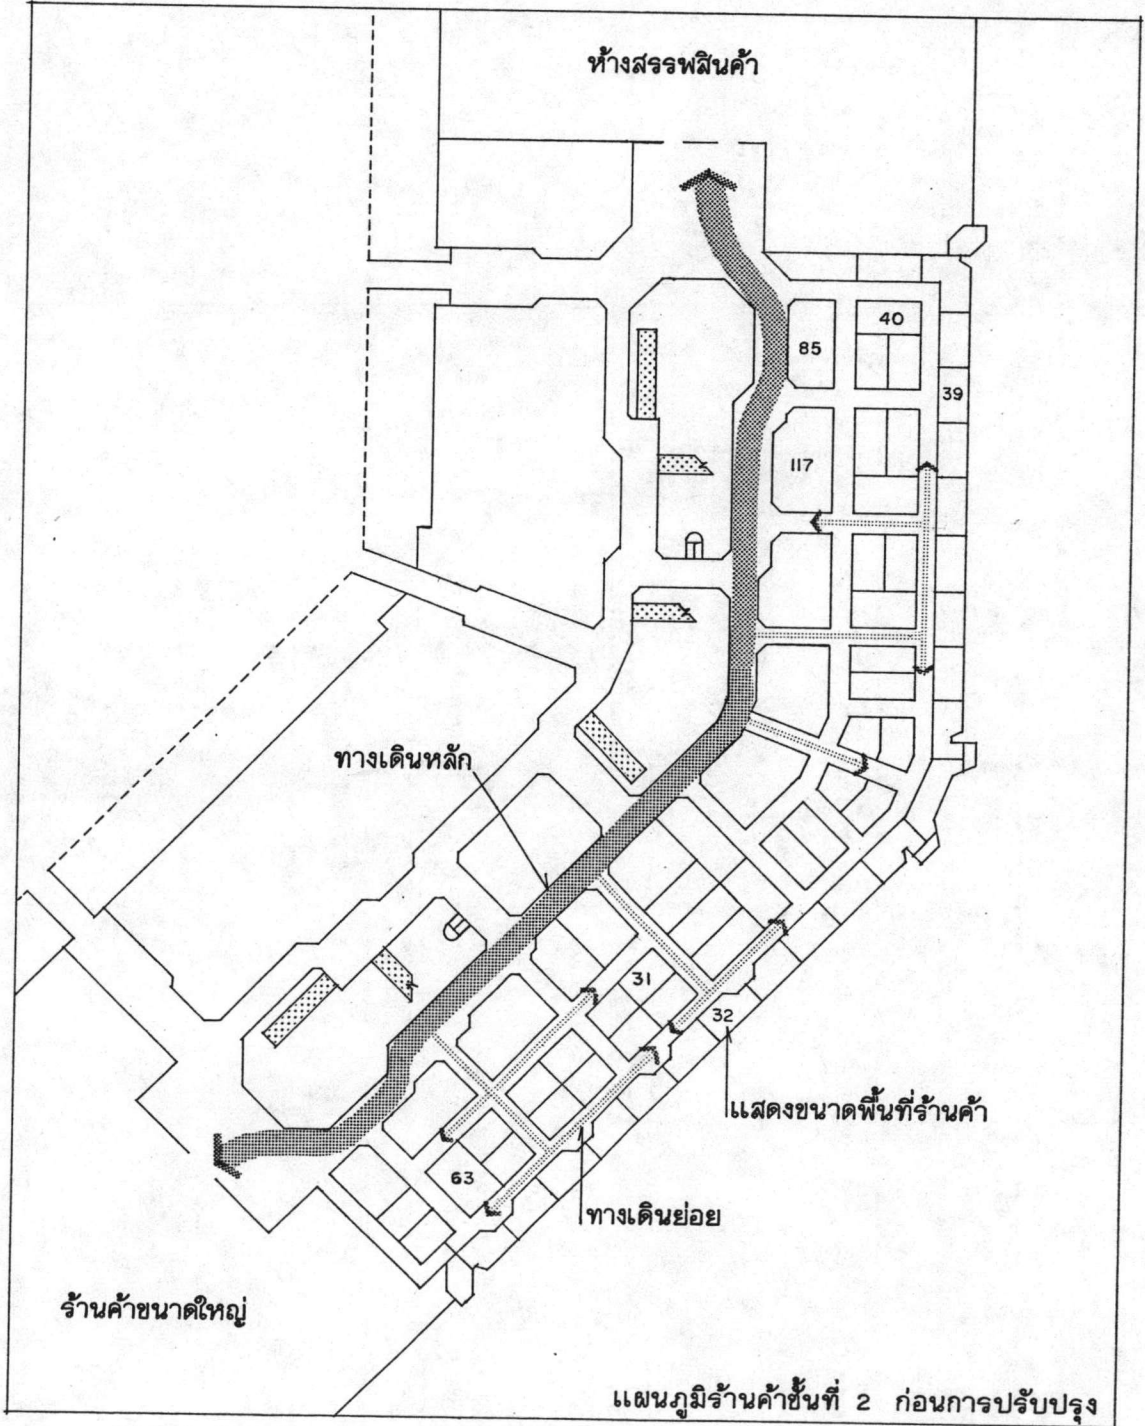 ห้างสรรพสินค้า
40
85
39
117
ทางเดินหลัก
31
32
แสดงขนาดพื้นที่ร้านค้า
63
ทางเดินย่อย
ร้านค้าขนาดใหญ่
แผนภูมิร้านค้าชั้นที่ 2 ก่อนการปรับปรุง